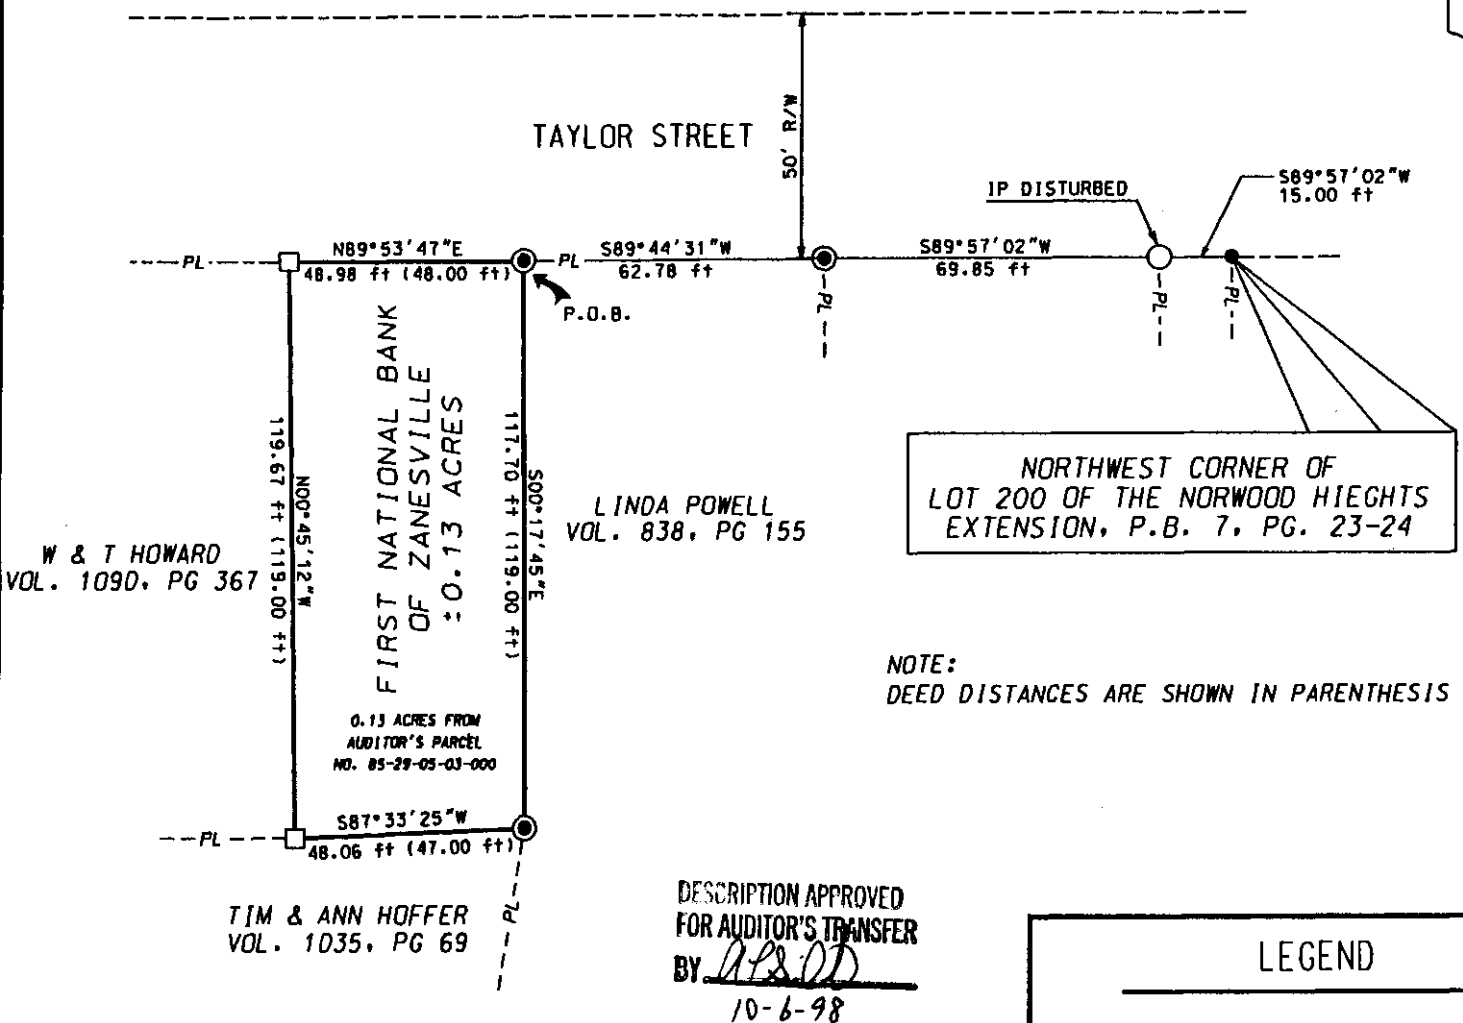 TAYLOR STREET
50' R/W
IP DISTURBED
S89°57'02"W
15.00 ft
PL
N89°53'47"E
48.98 ft (48.00 ft)
PL
S89°44'31"W
62.78 ft
S89°57'02"W
69.85 ft
P.O.B.
PL
PL
PL
FIRST NATIONAL BANK
OF ZANESVILLE
±0.13 ACRES
119.67 ft (119.00 ft)
N00°45'12"W
117.70 ft (119.00 ft)
S00°17'45"E
NORTHWEST CORNER OF
LOT 200 OF THE NORWOOD HIEGHTS
EXTENSION, P.B. 7, PG. 23-24
LINDA POWELL
VOL. 838, PG 155
W & T HOWARD
VOL. 1090, PG 367
NOTE:
DEED DISTANCES ARE SHOWN IN PARENTHESIS
0.13 ACRES FROM
AUDITOR'S PARCEL
NO. 85-29-05-03-000
PL
S87°33'25"W
48.06 ft (47.00 ft)
PL
TIM & ANN HOFFER
VOL. 1035, PG 69
DESCRIPTION APPROVED
FOR AUDITOR'S TRANSFER
BY
10-6-98
LEGEND